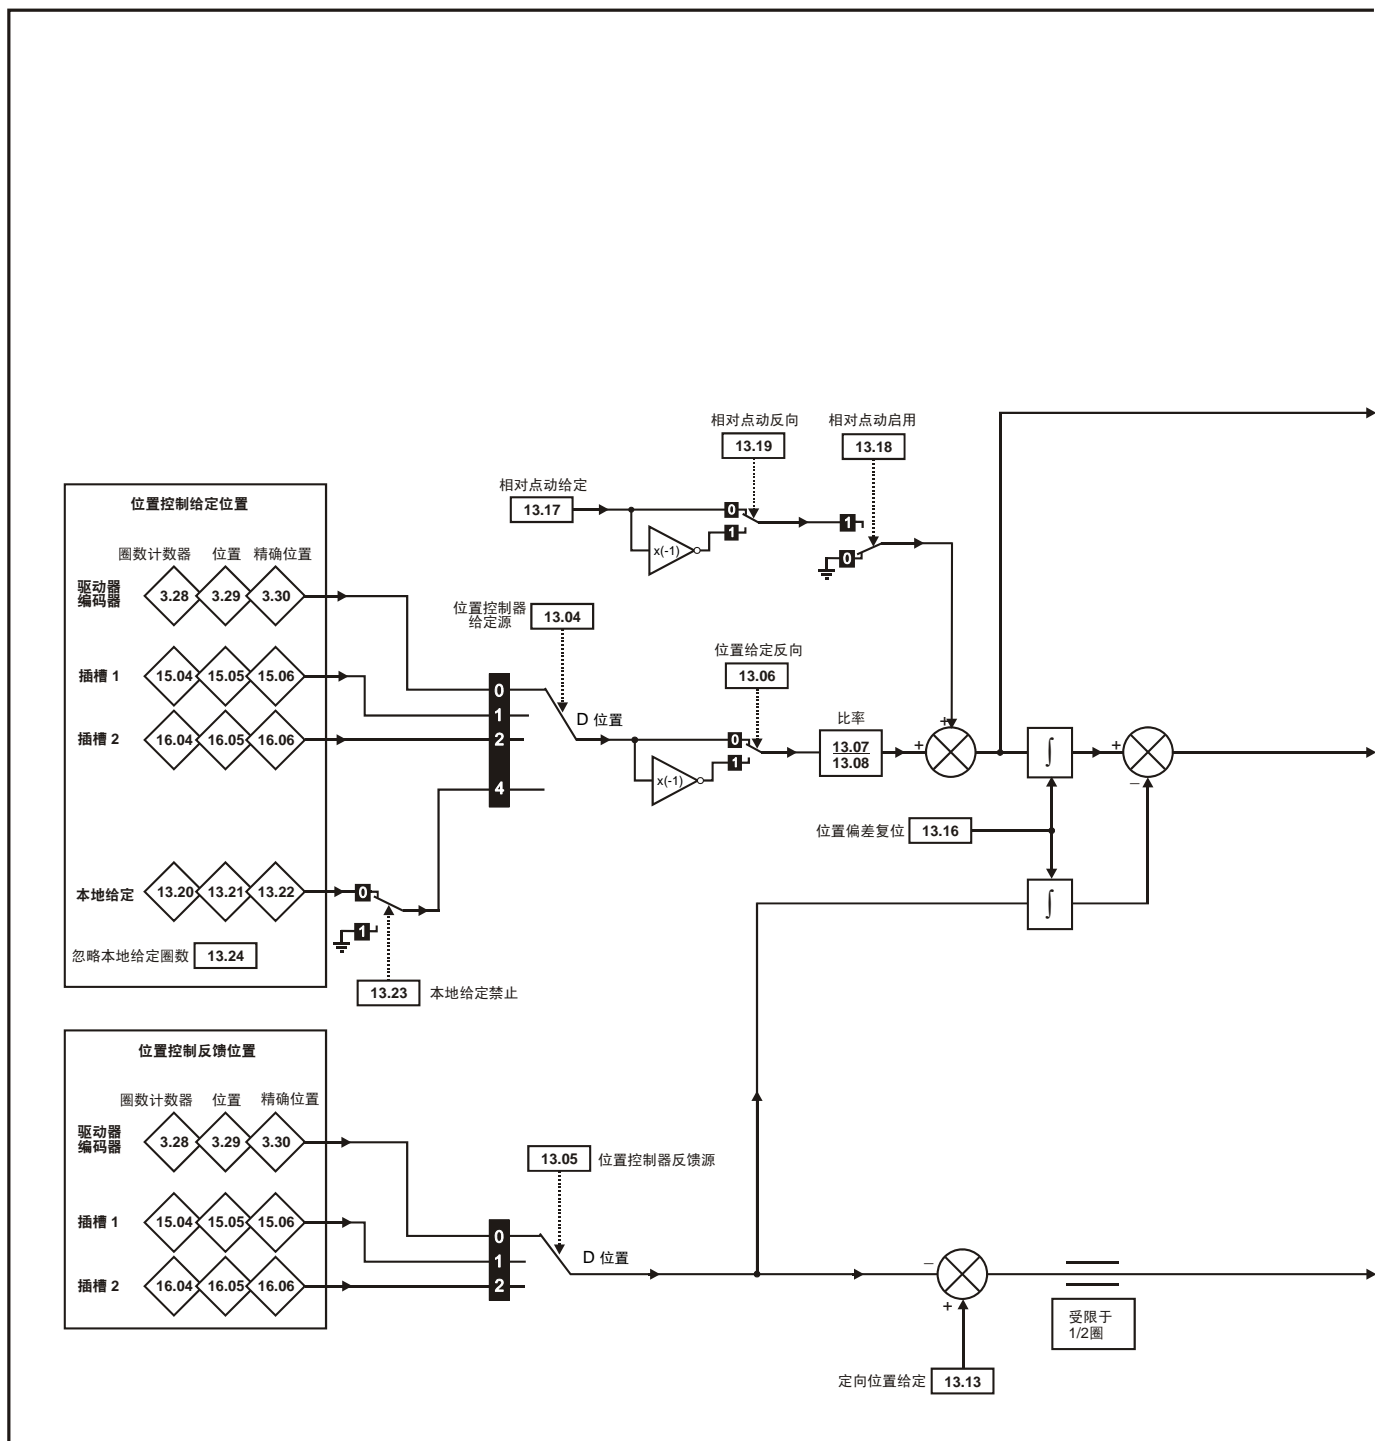 相对点动反向 相对点动启用
13.19 13.18
相对点动给定
13.17
0
1
x(-1)
1
0
位置控制给定位置
圈数计数器 位置 精确位置
驱动器
编码器
3.28 3.29 3.30
插槽 1
15.04 15.05 15.06
插槽 2
16.04 16.05 16.06
本地给定
13.20 13.21 13.22
忽略本地给定圈数 13.24
0
1
13.23 本地给定禁止
位置控制器
给定源
13.04
0
1
2
4
D 位置
x(-1)
位置给定反向
13.06
0
1
比率
13.07
13.08
+
+
∫
+
−
位置偏差复位 13.16
∫
位置控制反馈位置
圈数计数器 位置 精确位置
驱动器
编码器
3.28 3.29 3.30
插槽 1
15.04 15.05 15.06
插槽 2
16.04 16.05 16.06
13.05 位置控制器反馈源
0
1
2
D 位置
−
+
受限于
1/2圈
定向位置给定 13.13